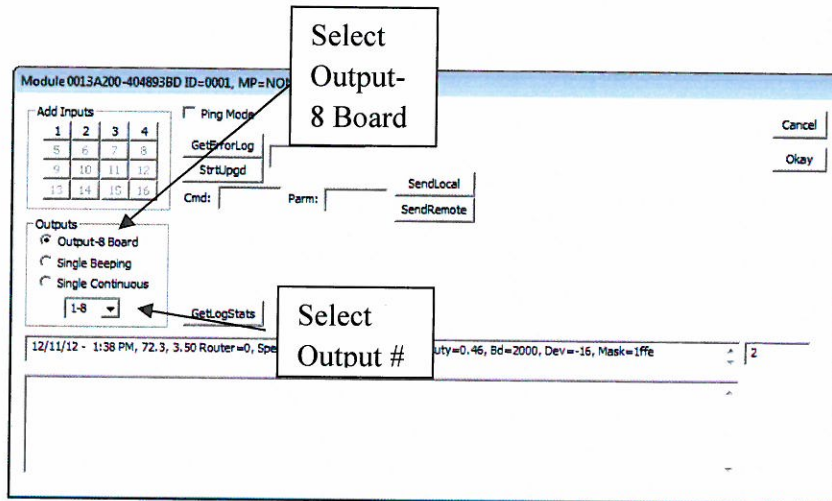 Select
Output-
8 Board
Module 0013A200-404893BD ID=0001, MP=NON
Add Inputs
1 2 3 4
5 6 7 8
9 10 11 12
13 14 15 16
Ping Mode
GetErrorLog
StrtUpgd
Cmd:
Parm:
SendLocal
SendRemote
Cancel
Okay
Outputs
Output-8 Board
Single Beeping
Single Continuous
1-8
GetLogStats
Select
Output #
12/11/12 - 1:38 PM, 72.3, 3.50 Router=0, Spe
uty=0.46, Bd=2000, Dev=-16, Mask=1ffe
2